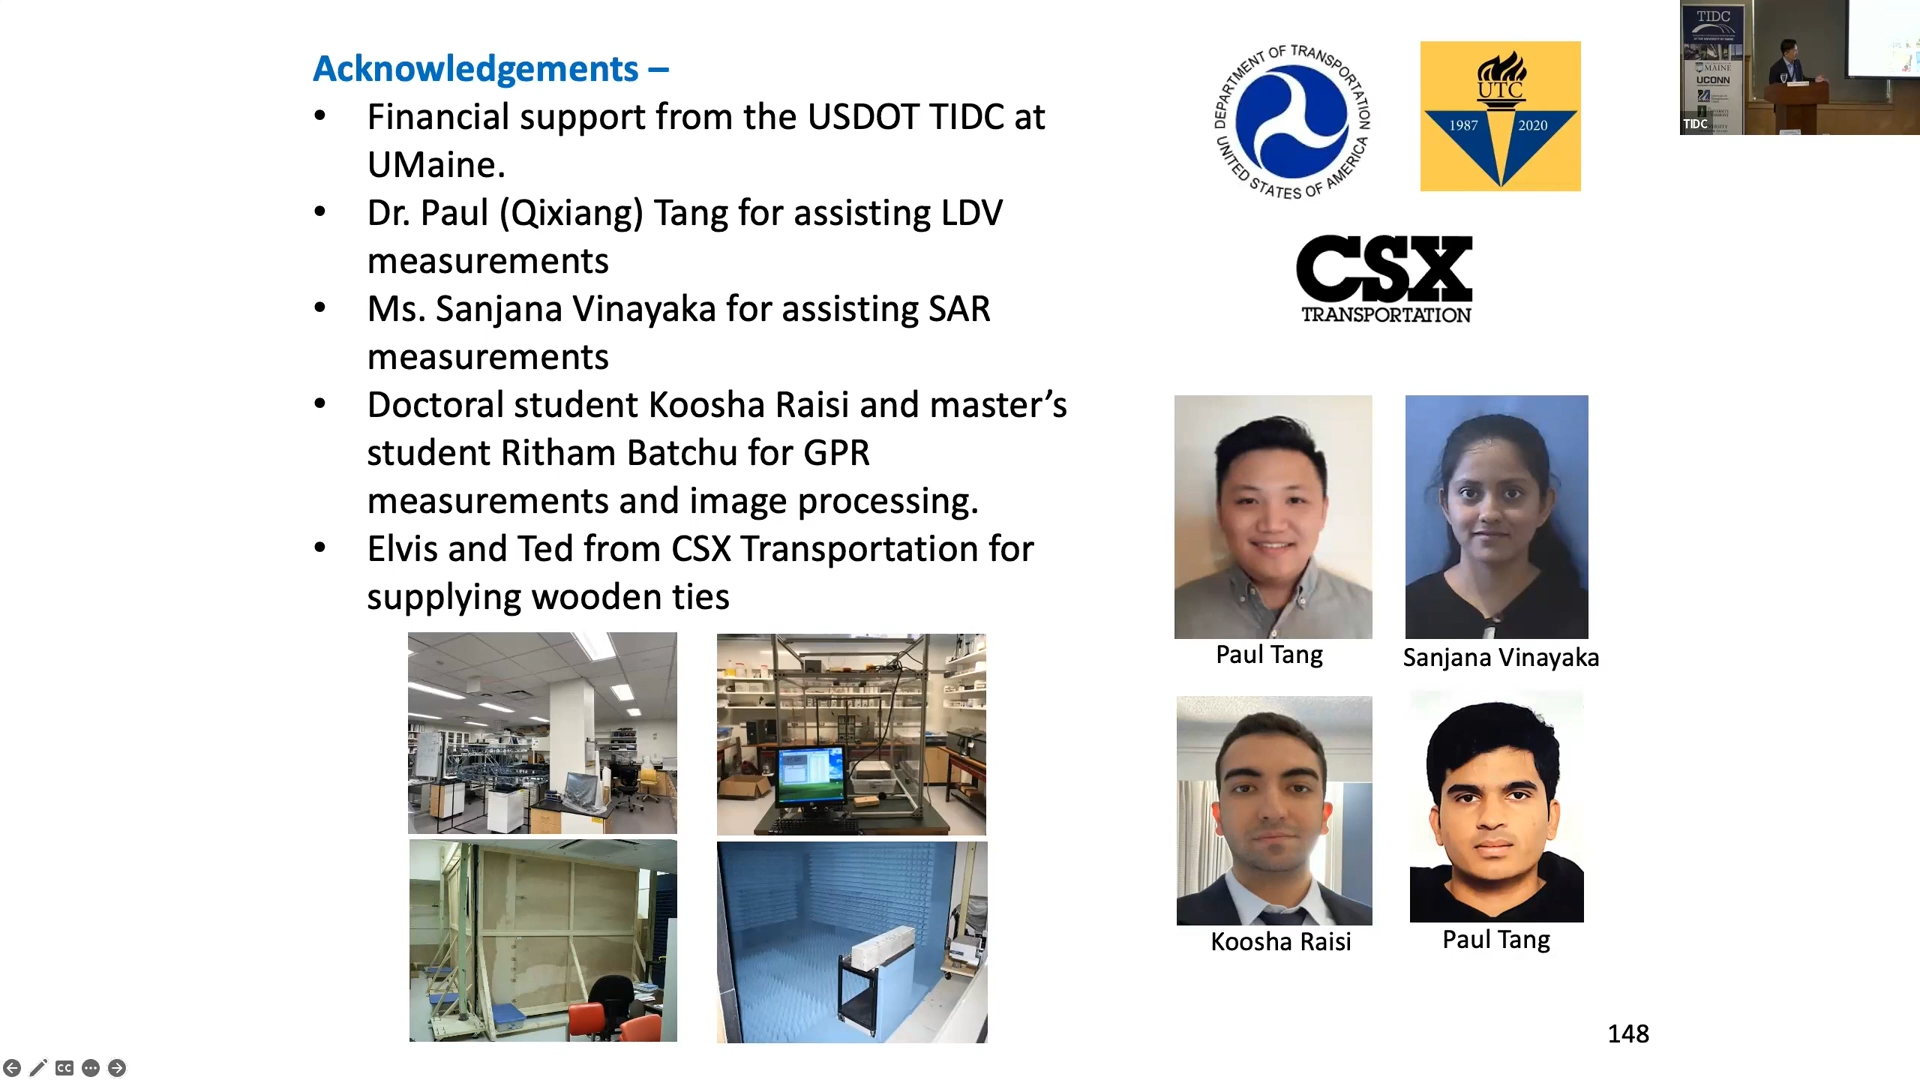 Acknowledgements –
• Financial support from the USDOT TIDC at
UMaine.
• Dr. Paul (Qixiang) Tang for assisting LDV
measurements
• Ms. Sanjana Vinayaka for assisting SAR
measurements
• Doctoral student Koosha Raisi and master’s
student Ritham Batchu for GPR
measurements and image processing.
• Elvis and Ted from CSX Transportation for
supplying wooden ties
DEPARTMENT OF TRANSPORTATION
UNITED STATES OF AMERICA
UTC
1987 2020
CSX
TRANSPORTATION
Paul Tang
Sanjana Vinayaka
Koosha Raisi
Paul Tang
148
TIDC
MAINE
UCONN
TIDC
CC